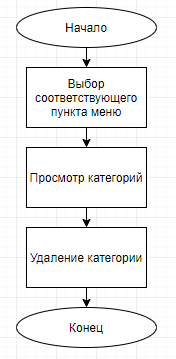 Начало
Выбор
соответствующего
пункта меню
Просмотр категорий
Удаление категории
Конец